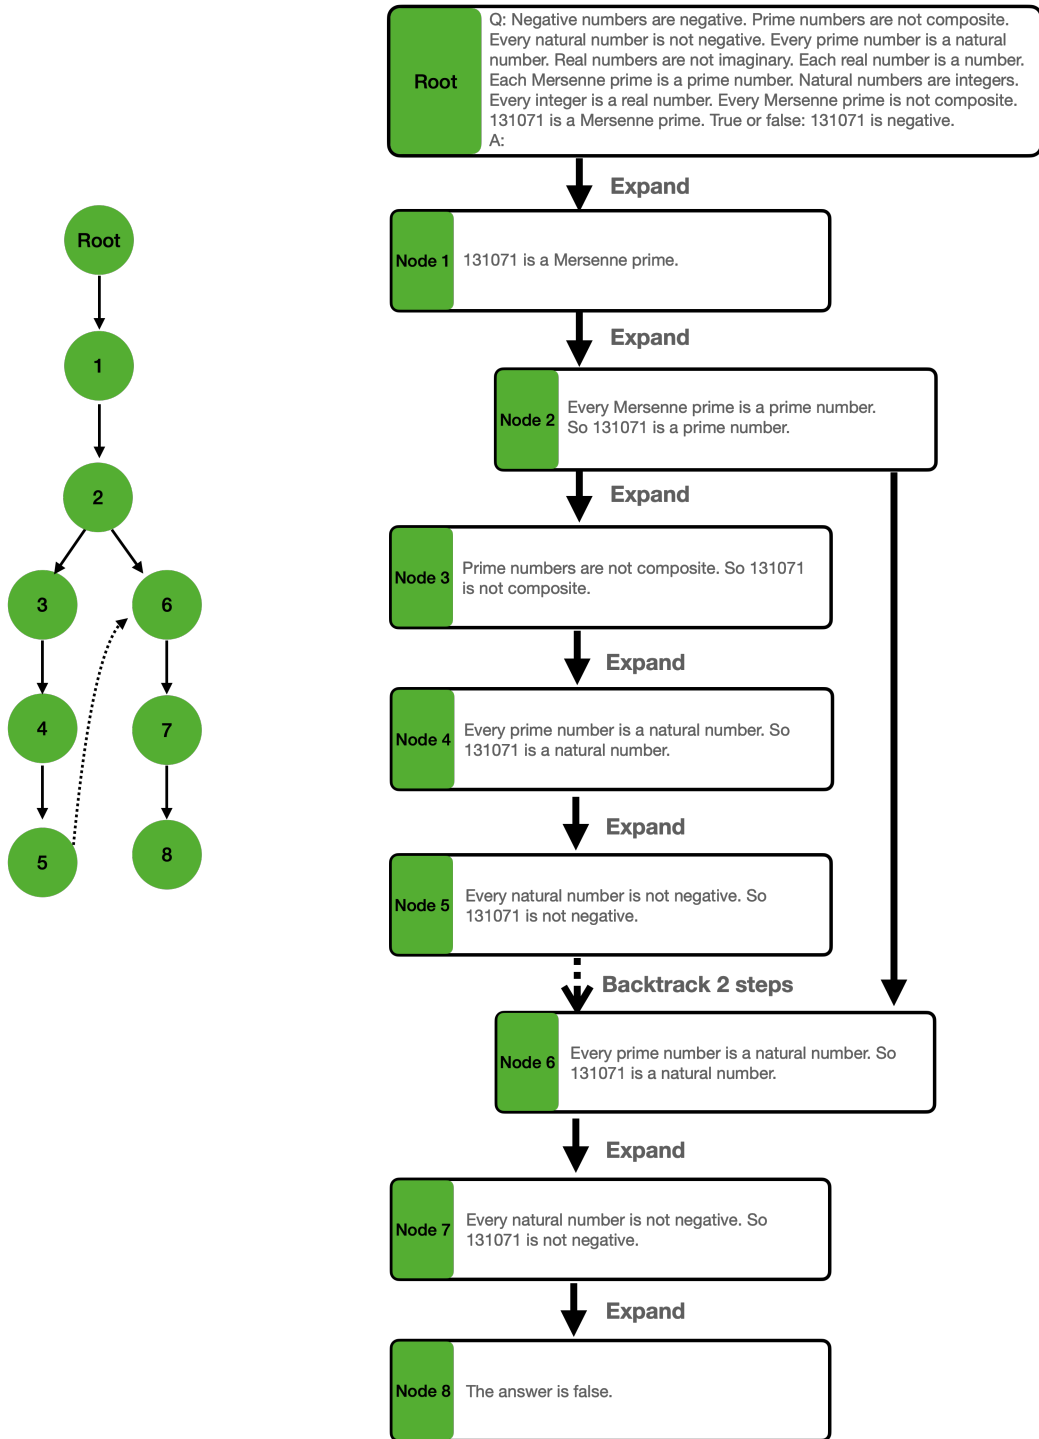 Root
Q: Negative numbers are negative. Prime numbers are not composite.
Every natural number is not negative. Every prime number is a natural
number. Real numbers are not imaginary. Each real number is a number.
Each Mersenne prime is a prime number. Natural numbers are integers.
Every integer is a real number. Every Mersenne prime is not composite.
131071 is a Mersenne prime. True or false: 131071 is negative.
A:
Expand
Node 1
131071 is a Mersenne prime.
Expand
Node 2
Every Mersenne prime is a prime number.
So 131071 is a prime number.
Expand
Node 3
Prime numbers are not composite. So 131071
is not composite.
Expand
Node 4
Every prime number is a natural number. So
131071 is a natural number.
Expand
Node 5
Every natural number is not negative. So
131071 is not negative.
Backtrack 2 steps
Node 6
Every prime number is a natural number. So
131071 is a natural number.
Expand
Node 7
Every natural number is not negative. So
131071 is not negative.
Expand
Node 8
The answer is false.
Root
1
2
3
6
4
7
5
8